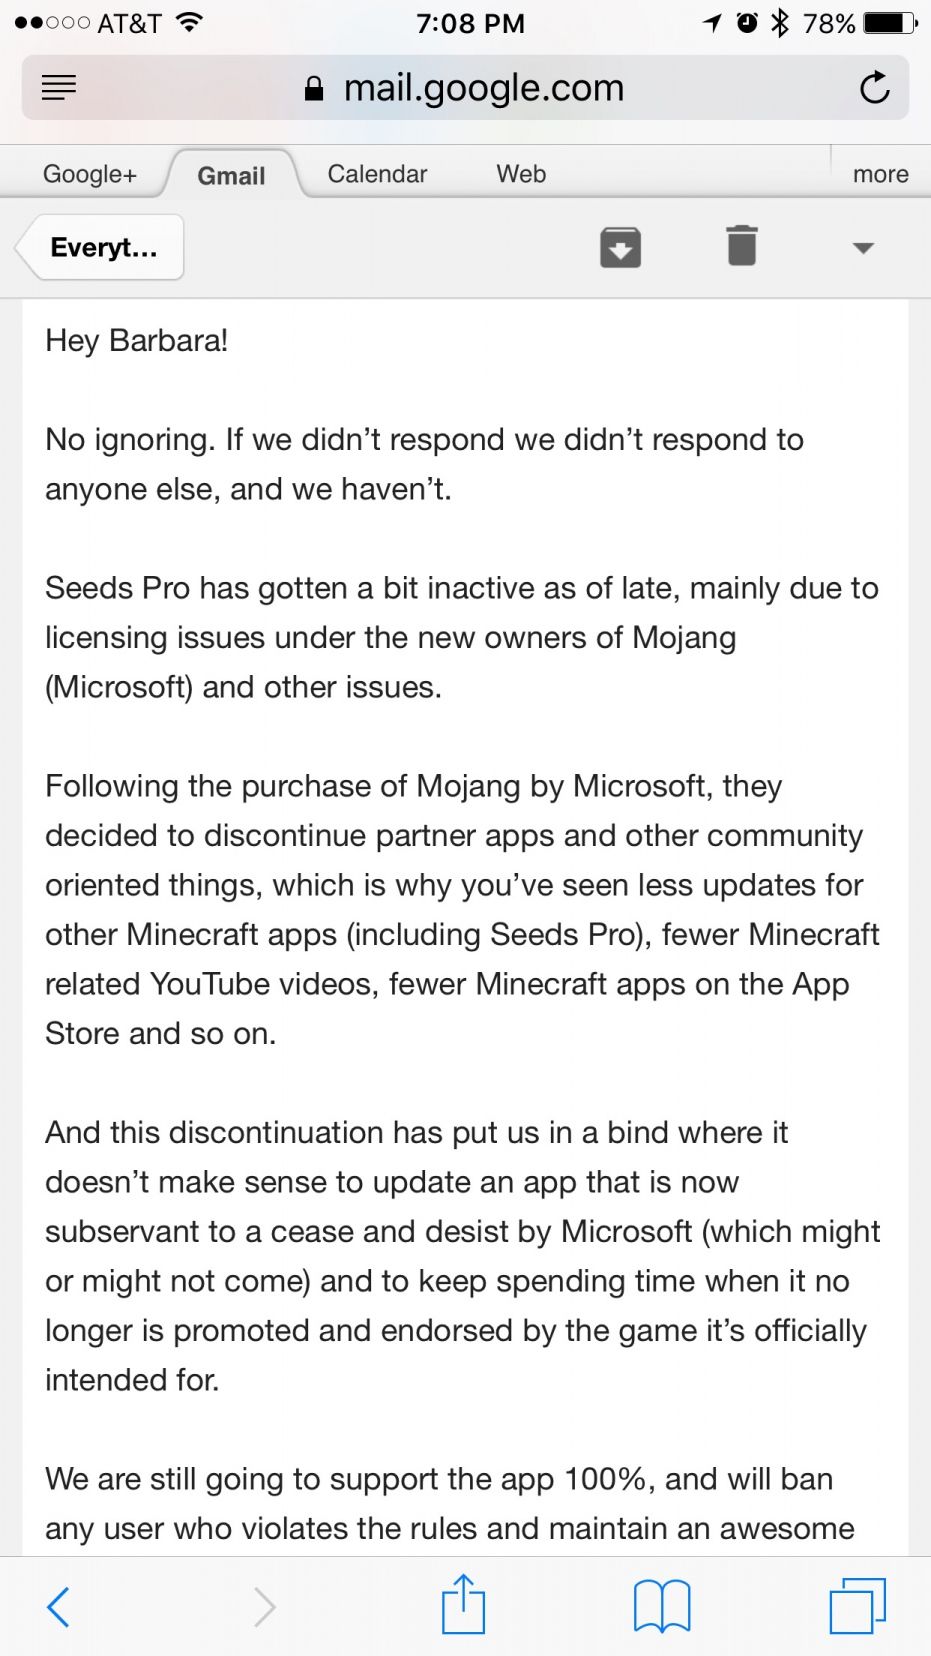 AT&T 7:08 PM 78%
mail.google.com
Google+ Gmail Calendar Web more
Everyt...
Hey Barbara!
No ignoring. If we didn’t respond we didn’t respond to
anyone else, and we haven’t.
Seeds Pro has gotten a bit inactive as of late, mainly due to
licensing issues under the new owners of Mojang
(Microsoft) and other issues.
Following the purchase of Mojang by Microsoft, they
decided to discontinue partner apps and other community
oriented things, which is why you’ve seen less updates for
other Minecraft apps (including Seeds Pro), fewer Minecraft
related YouTube videos, fewer Minecraft apps on the App
Store and so on.
And this discontinuation has put us in a bind where it
doesn’t make sense to update an app that is now
subservant to a cease and desist by Microsoft (which might
or might not come) and to keep spending time when it no
longer is promoted and endorsed by the game it’s officially
intended for.
We are still going to support the app 100%, and will ban
any user who violates the rules and maintain an awesome